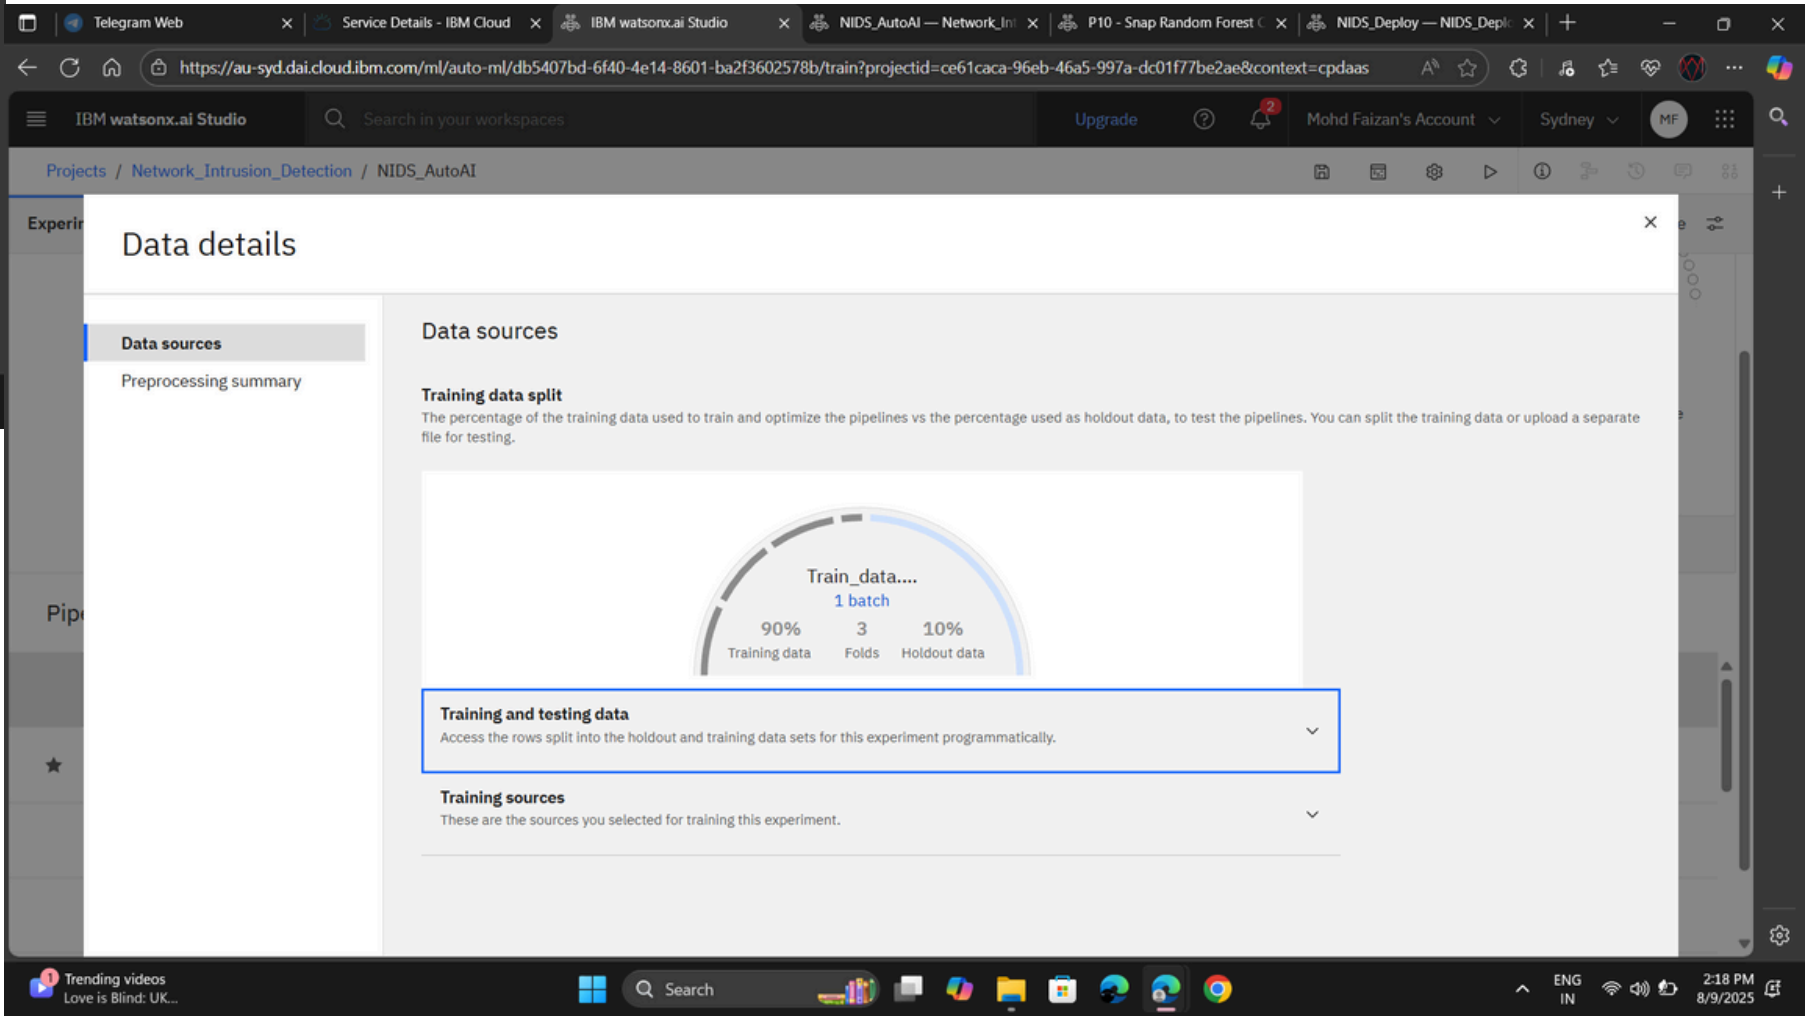 Telegram Web
Service Details - IBM Cloud
IBM watsonx.ai Studio
NIDS_AutoAI — Network_Int
P10 - Snap Random Forest C
NIDS_Deploy — NIDS_Deplo
https://au-syd.dai.cloud.ibm.com/ml/auto-ml/db5407bd-6f40-4e14-8601-ba2f3602578b/train?projectid=ce61caca-96eb-46a5-997a-dc01f77be2ae&context=cpdaas
IBM watsonx.ai Studio
Search in your workspaces
Upgrade
2
Mohd Faizan's Account
Sydney
MF
Projects / Network_Intrusion_Detection / NIDS_AutoAI
Experin
e
Data details
Data sources
Preprocessing summary
Data sources
Training data split
The percentage of the training data used to train and optimize the pipelines vs the percentage used as holdout data, to test the pipelines. You can split the training data or upload a separate
file for testing.
e
Train_data....
1 batch
90% 3 10%
Training data Folds Holdout data
Pipe
Training and testing data
Access the rows split into the holdout and training data sets for this experiment programmatically.
Training sources
These are the sources you selected for training this experiment.
1
Trending videos
Love is Blind: UK...
Search
ENG
IN
2:18 PM
8/9/2025